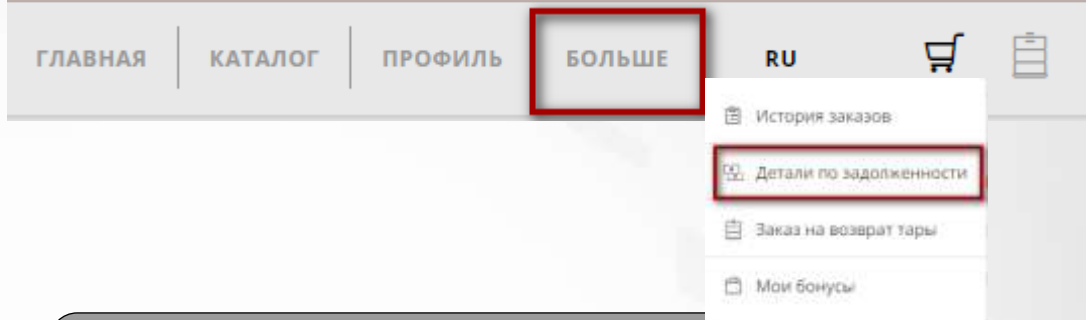 ГЛАВНАЯ КАТАЛОГ ПРОФИЛЬ БОЛЬШЕ RU
История заказов
Детали по задолженности
Заказ на возврат тары
Мои бонусы